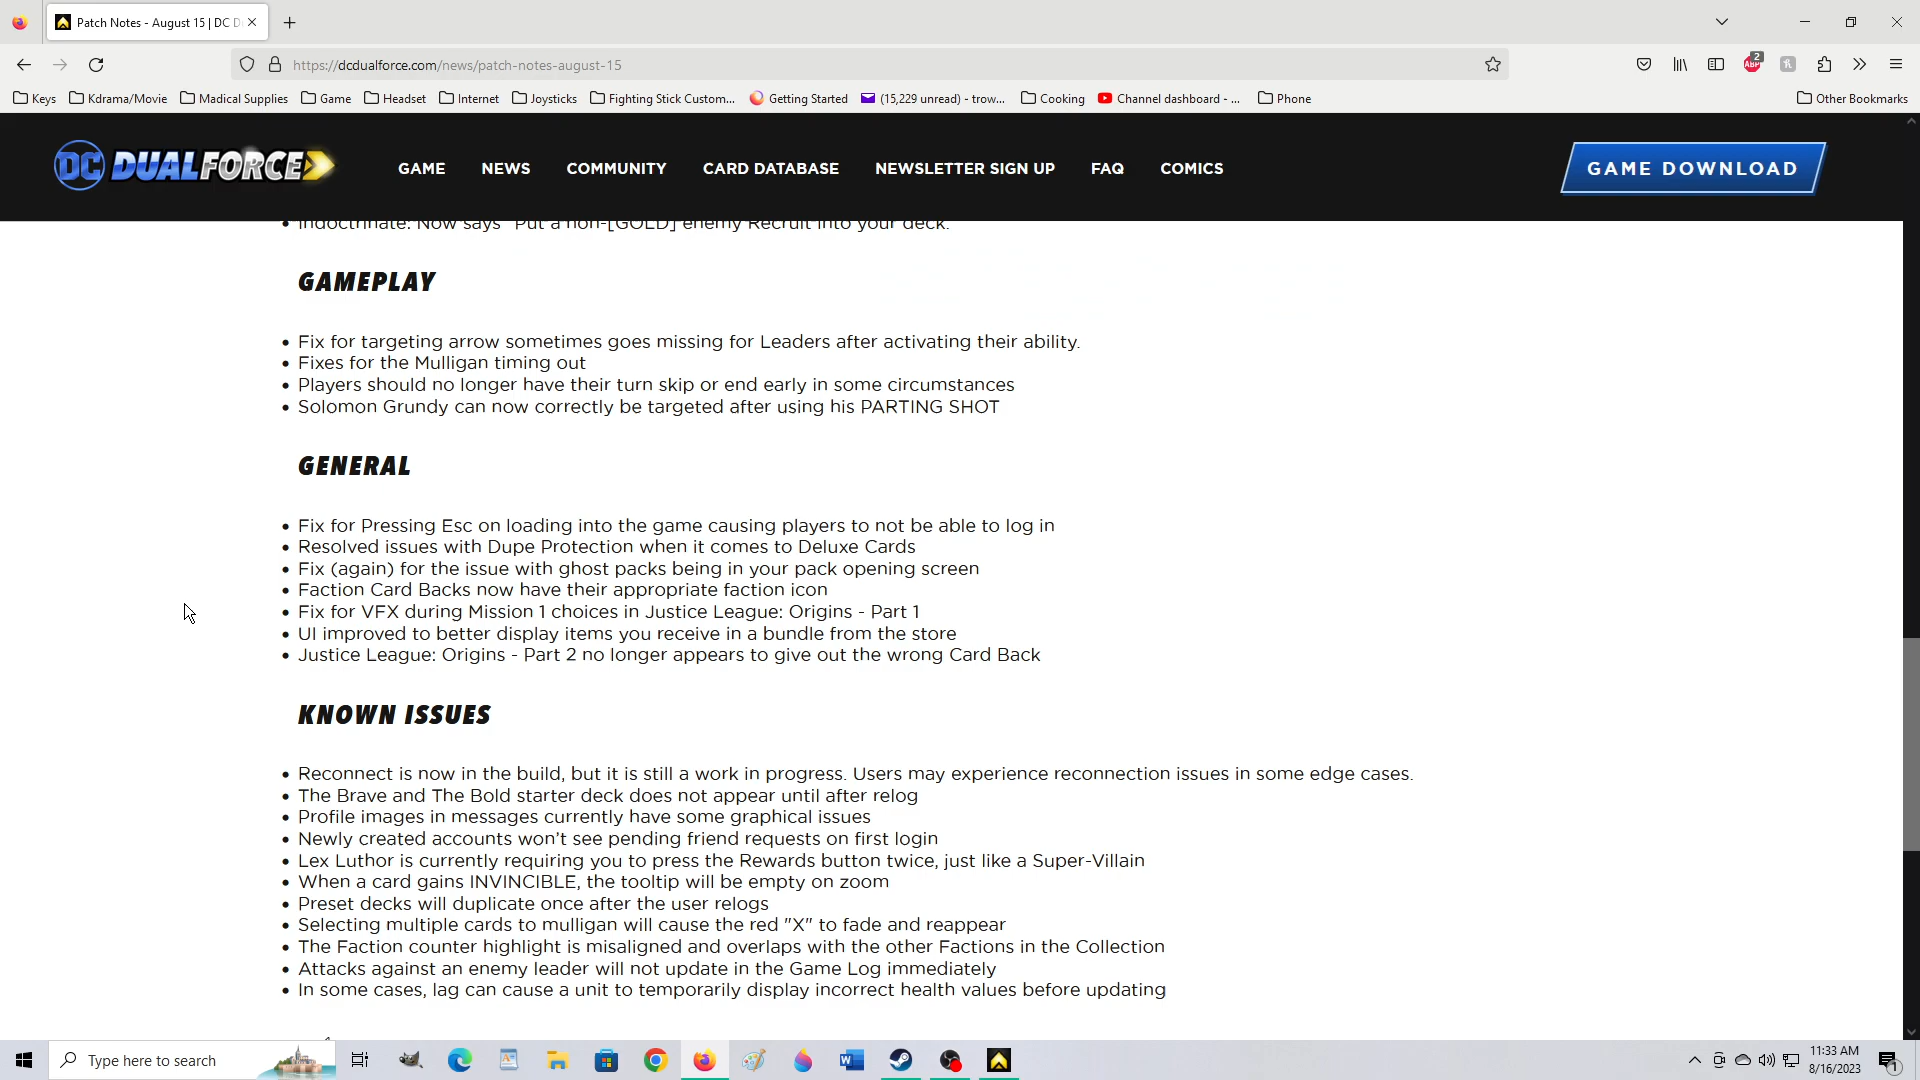 Patch Notes - August 15 | DC D
https://dcdualforce.com/news/patch-notes-august-15
2
ABP
Keys
Kdrama/Movie
Madical Supplies
Game
Headset
Internet
Joysticks
Fighting Stick Custom...
Getting Started
(15,229 unread) - trow...
Cooking
Channel dashboard - ...
Phone
Other Bookmarks
DC DUALFORCE
GAME
NEWS
COMMUNITY
CARD DATABASE
NEWSLETTER SIGN UP
FAQ
COMICS
GAME DOWNLOAD
Indoctrinate: Now says "Put a non-[GOLD] enemy Recruit into your deck.
GAMEPLAY
Fix for targeting arrow sometimes goes missing for Leaders after activating their ability.
Fixes for the Mulligan timing out
Players should no longer have their turn skip or end early in some circumstances
Solomon Grundy can now correctly be targeted after using his PARTING SHOT
GENERAL
Fix for Pressing Esc on loading into the game causing players to not be able to log in
Resolved issues with Dupe Protection when it comes to Deluxe Cards
Fix (again) for the issue with ghost packs being in your pack opening screen
Faction Card Backs now have their appropriate faction icon
Fix for VFX during Mission 1 choices in Justice League: Origins - Part 1
UI improved to better display items you receive in a bundle from the store
Justice League: Origins - Part 2 no longer appears to give out the wrong Card Back
KNOWN ISSUES
Reconnect is now in the build, but it is still a work in progress. Users may experience reconnection issues in some edge cases.
The Brave and The Bold starter deck does not appear until after relog
Profile images in messages currently have some graphical issues
Newly created accounts won't see pending friend requests on first login
Lex Luthor is currently requiring you to press the Rewards button twice, just like a Super-Villain
When a card gains INVINCIBLE, the tooltip will be empty on zoom
Preset decks will duplicate once after the user relogs
Selecting multiple cards to mulligan will cause the red "X" to fade and reappear
The Faction counter highlight is misaligned and overlaps with the other Factions in the Collection
Attacks against an enemy leader will not update in the Game Log immediately
In some cases, lag can cause a unit to temporarily display incorrect health values before updating
Type here to search
11:33 AM
8/16/2023
1